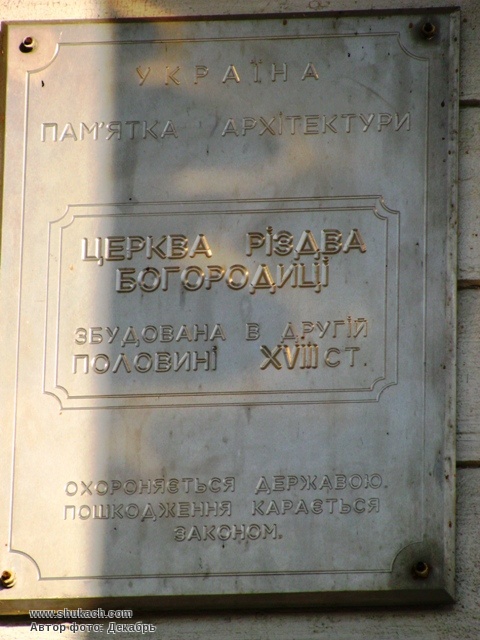 УКРАЇНА
ПАМ'ЯТКА АРХІТЕКТУРИ
ЦЕРКВА РІЗДВА
БОГОРОДИЦІ
ЗБУДОВАНА В ДРУГІЙ
ПОЛОВИНІ XVIII СТ.
ОХОРОНЯЄТЬСЯ ДЕРЖАВОЮ.
ПОШКОДЖЕННЯ КАРАЄТЬСЯ
ЗАКОНОМ.
www.shukach.com
Автор фото: Декабрь